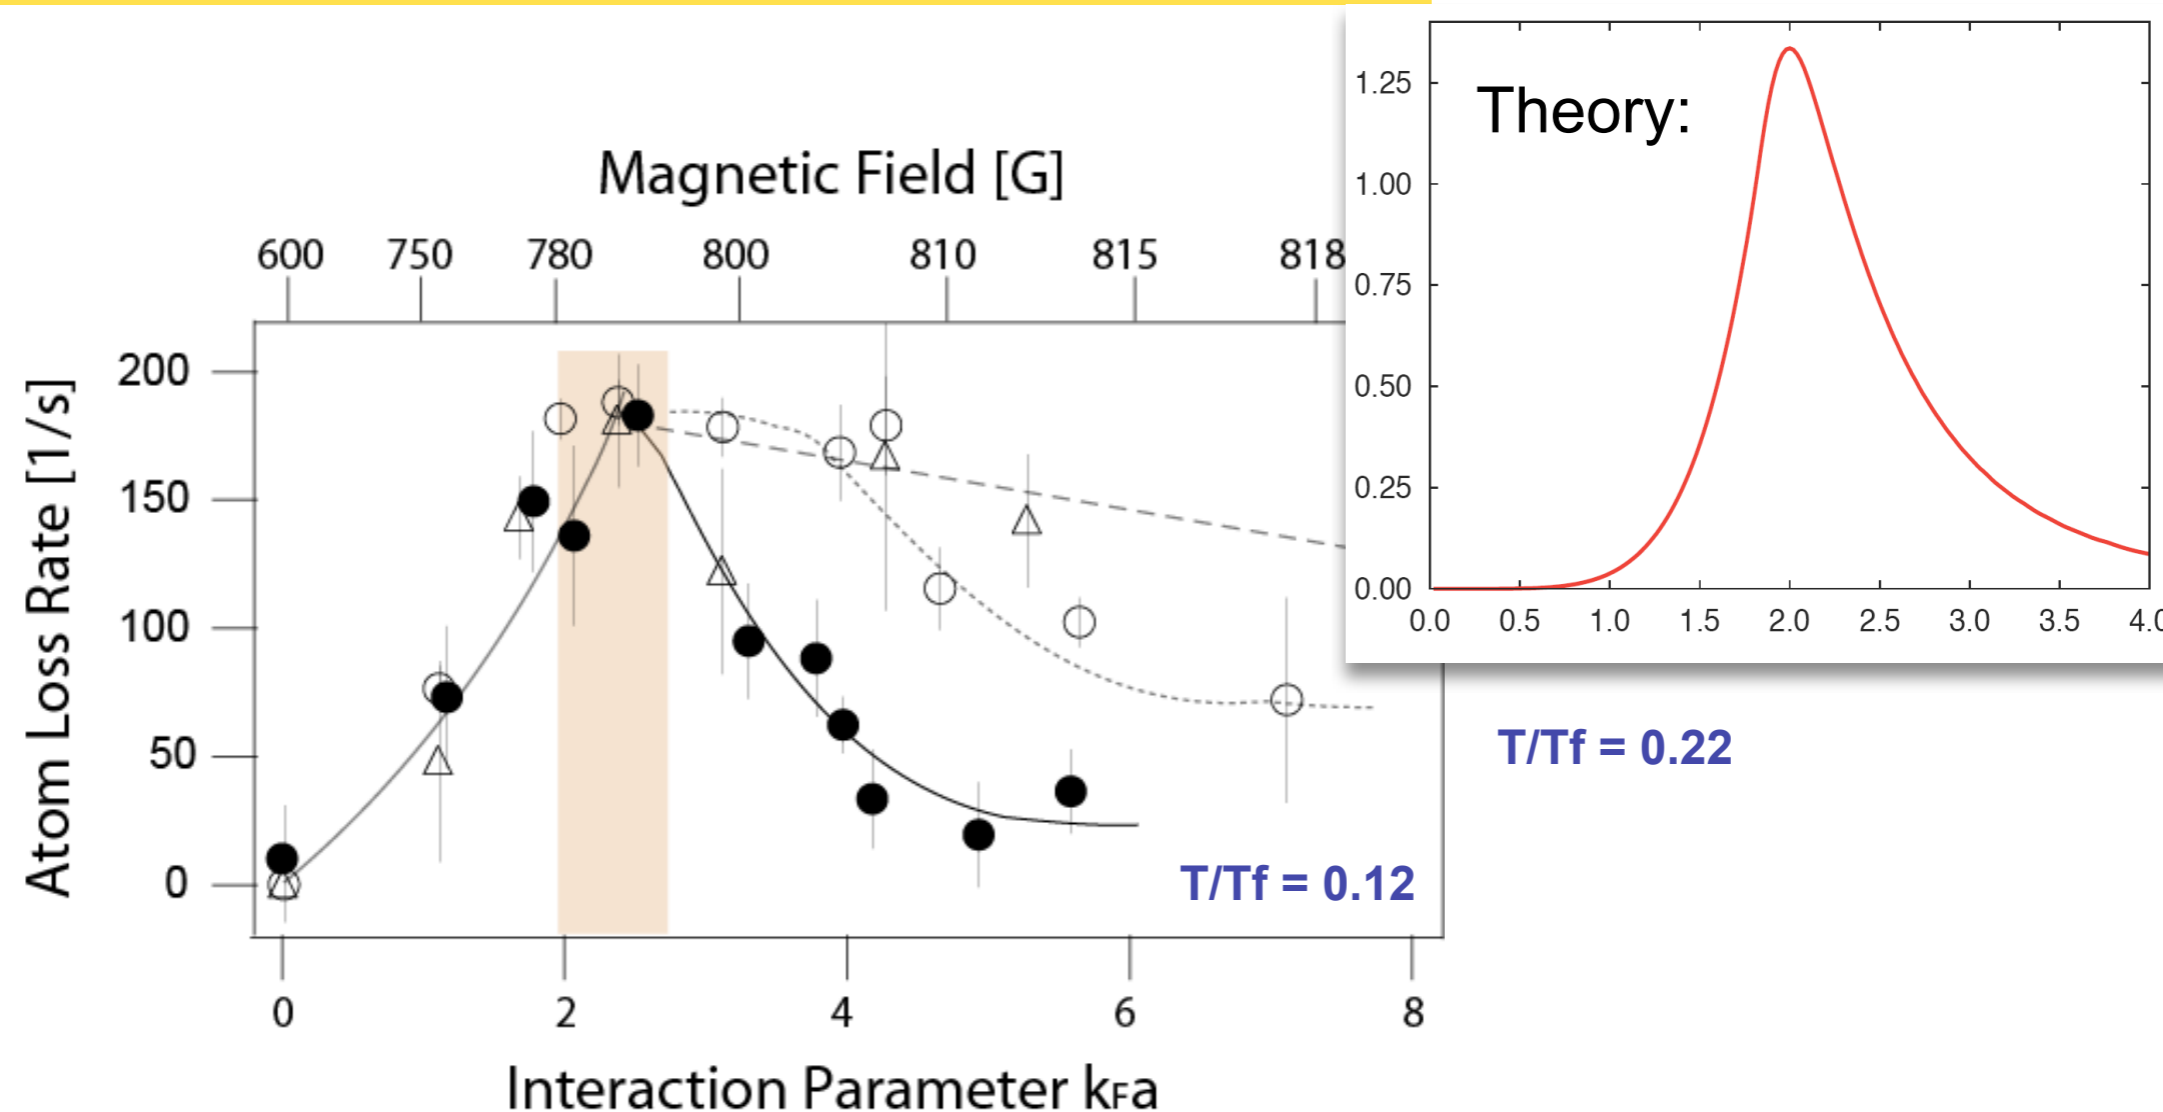 Magnetic Field [G]
600 750 780 800 810 815 818
Atom Loss Rate [1/s]
200
150
100
50
0
0 2 4 6 8
Interaction Parameter kFa
T/Tf = 0.12
T/Tf = 0.22
Theory:
1.25
1.00
0.75
0.50
0.25
0.00
0.0 0.5 1.0 1.5 2.0 2.5 3.0 3.5 4.0